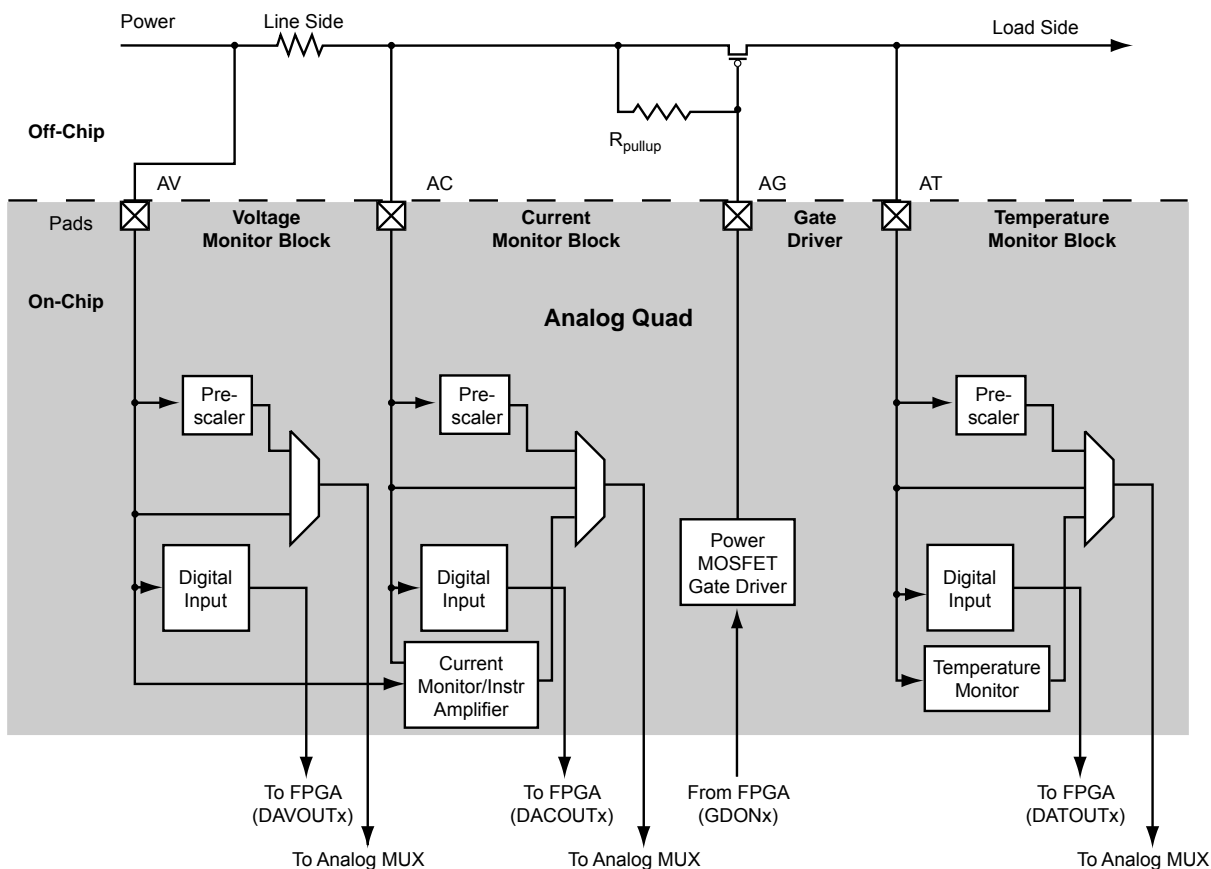 Power
Line Side
Load Side
Off-Chip
Rpullup
AV
AC
AG
AT
Pads
Voltage
Monitor Block
Current
Monitor Block
Gate
Driver
Temperature
Monitor Block
On-Chip
Analog Quad
Pre-
scaler
Pre-
scaler
Pre-
scaler
Power
MOSFET
Gate Driver
Digital
Input
Digital
Input
Digital
Input
Current
Monitor/Instr
Amplifier
Temperature
Monitor
To FPGA
(DAVOUTx)
To FPGA
(DACOUTx)
From FPGA
(GDONx)
To FPGA
(DATOUTx)
To Analog MUX
To Analog MUX
To Analog MUX